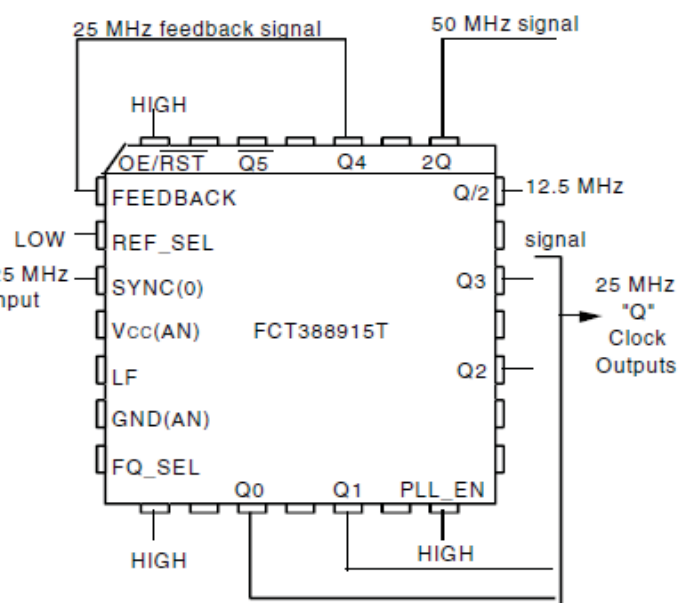 25 MHz feedback signal
50 MHz signal
HIGH
OE/RST
Q5
Q4
2Q
FEEDBACK
Q/2
12.5 MHz
LOW
REF_SEL
signal
5 MHz
nput
SYNC(0)
Q3
25 MHz
"Q"
Clock
Outputs
VCC(AN)
FCT388915T
LF
Q2
GND(AN)
FQ_SEL
Q0
Q1
PLL_EN
HIGH
HIGH